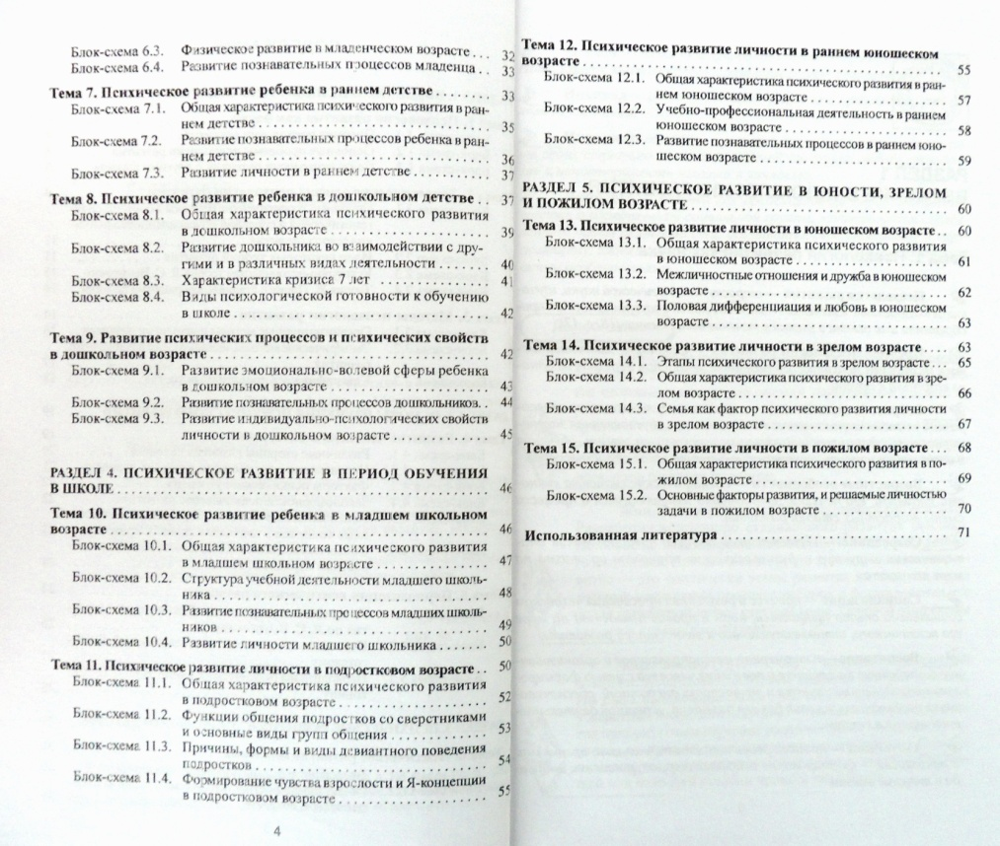 Блок-схема 6.3. Физическое развитие в младенческом возрасте . . . 32
Блок-схема 6.4. Развитие познавательных процессов младенца . . 33
Тема 7. Психическое развитие ребенка в раннем детстве . . . . . . . . 33
Блок-схема 7.1. Общая характеристика психического развития в ран-
нем детстве . . . . . . . . 35
Блок-схема 7.2. Развитие познавательных процессов ребенка в ран-
нем детстве . . . . . . . . 36
Блок-схема 7.3. Развитие личности в раннем детстве . . . . . . . . 37
Тема 8. Психическое развитие ребенка в дошкольном детстве . . 37
Блок-схема 8.1. Общая характеристика психического развития
в дошкольном возрасте . . . . . . . . 39
Блок-схема 8.2. Развитие дошкольника во взаимодействии с дру-
гими и в различных видах деятельности . . . . . . . 40
Блок-схема 8.3. Характеристика кризиса 7 лет . . . . . . . . 41
Блок-схема 8.4. Виды психологической готовности к обучению
в школе . . . . . . . . 42
Тема 9. Развитие психических процессов и психических свойств
в дошкольном возрасте . . . . . . . . 42
Блок-схема 9.1. Развитие эмоционально-волевой сферы ребенка
в дошкольном возрасте . . . . . . . . 43
Блок-схема 9.2. Развитие познавательных процессов дошкольников. . 44
Блок-схема 9.3. Развитие индивидуально-психологических свойств
личности в дошкольном возрасте . . . . . . . . 45
РАЗДЕЛ 4. ПСИХИЧЕСКОЕ РАЗВИТИЕ В ПЕРИОД ОБУЧЕНИЯ
В ШКОЛЕ . . . . . . . . 46
Тема 10. Психическое развитие ребенка в младшем школьном
возрасте . . . . . . . . 46
Блок-схема 10.1. Общая характеристика психического развития
в младшем школьном возрасте . . . . . . . . 47
Блок-схема 10.2. Структура учебной деятельности младшего школь-
ника . . . . . . . . 48
Блок-схема 10.3. Развитие познавательных процессов младших школь-
ников . . . . . . . . 49
Блок-схема 10.4. Развитие личности младшего школьника . . . . . . . 50
Тема 11. Психическое развитие личности в подростковом возрасте . . 50
Блок-схема 11.1. Общая характеристика психического развития
в подростковом возрасте . . . . . . . . 52
Блок-схема 11.2. Функции общения подростков со сверстниками
и основные виды групп общения . . . . . . . . 53
Блок-схема 11.3. Причины, формы и виды девиантного поведения
подростков . . . . . . . . 54
Блок-схема 11.4. Формирование чувства взрослости и Я-концепции
в подростковом возрасте . . . . . . . . 55
4
Тема 12. Психическое развитие личности в раннем юношеском
возрасте . . . . . . . . 55
Блок-схема 12.1. Общая характеристика психического развития в ран-
нем юношеском возрасте . . . . . . . . 57
Блок-схема 12.2. Учебно-профессиональная деятельность в раннем
юношеском возрасте . . . . . . . . 58
Блок-схема 12.3. Развитие познавательных процессов в раннем юно-
шеском возрасте . . . . . . . . 59
РАЗДЕЛ 5. ПСИХИЧЕСКОЕ РАЗВИТИЕ В ЮНОСТИ, ЗРЕЛОМ
И ПОЖИЛОМ ВОЗРАСТЕ . . . . . . . . 60
Тема 13. Психическое развитие личности в юношеском возрасте . . 60
Блок-схема 13.1. Общая характеристика психического развития
в юношеском возрасте . . . . . . . . 61
Блок-схема 13.2. Межличностные отношения и дружба в юношеском
возрасте . . . . . . . . 62
Блок-схема 13.3. Половая дифференциация и любовь в юношеском
возрасте . . . . . . . . 63
Тема 14. Психическое развитие личности в зрелом возрасте . . . . 63
Блок-схема 14.1. Этапы психического развития в зрелом возрасте . . . 65
Блок-схема 14.2. Общая характеристика психического развития в зре-
лом возрасте . . . . . . . . 66
Блок-схема 14.3. Семья как фактор психического развития личности
в зрелом возрасте . . . . . . . . 67
Тема 15. Психическое развитие личности в пожилом возрасте . . . 68
Блок-схема 15.1. Общая характеристика психического развития в по-
жилом возрасте . . . . . . . . 69
Блок-схема 15.2. Основные факторы развития, и решаемые личностью
задачи в пожилом возрасте . . . . . . . . 70
Использованная литература . . . . . . . . 71